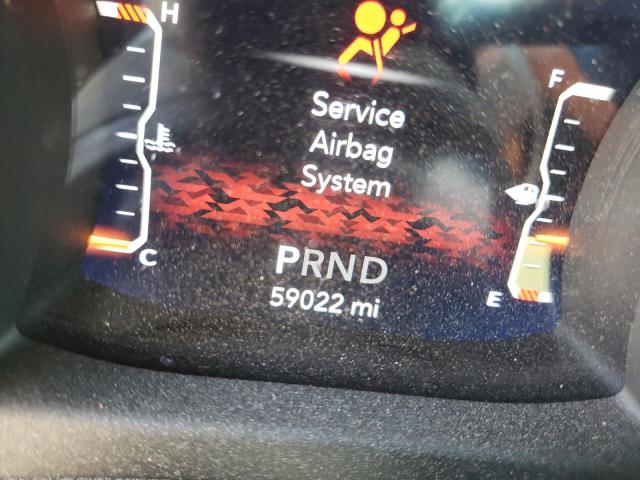 H
F
Service
Airbag
System
C
PRND
E
59022 mi